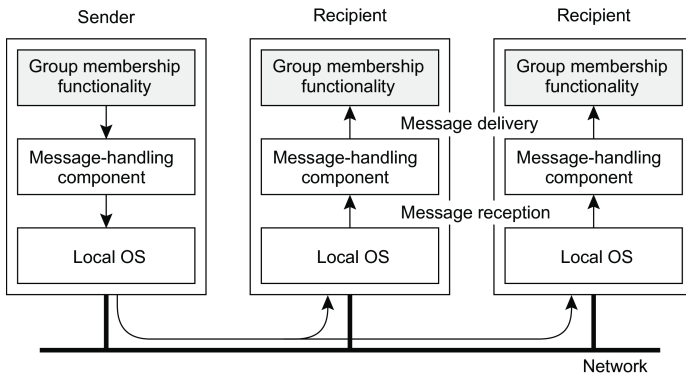 Sender
Recipient
Recipient
Group membership
functionality
Group membership
functionality
Group membership
functionality
Message delivery
Message-handling
component
Message-handling
component
Message-handling
component
Message reception
Local OS
Local OS
Local OS
Network